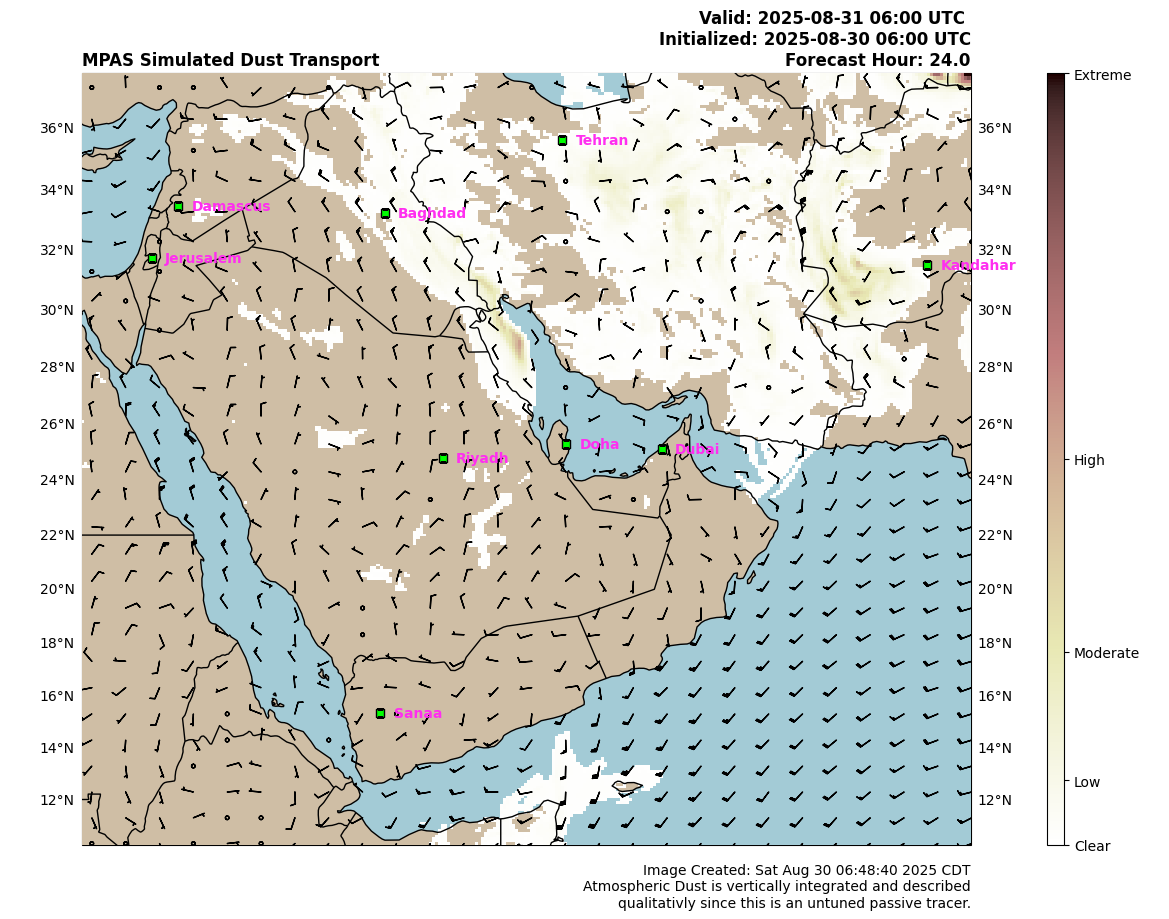 Valid: 2025-08-31 06:00 UTC
Initialized: 2025-08-30 06:00 UTC
MPAS Simulated Dust Transport Forecast Hour: 24.0
Extreme
36°N Tehran 36°N
34°N Damascus Baghdad 34°N
32°N Jerusalem 32°N Kandahar
30°N 30°N
28°N 28°N
26°N 26°N
Riyadh Doha Dubai High
24°N 24°N
22°N 22°N
20°N 20°N
18°N 18°N Moderate
16°N 16°N
Sanaa
14°N 14°N
12°N 12°N Low
Clear
Image Created: Sat Aug 30 06:48:40 2025 CDT
Atmospheric Dust is vertically integrated and described
qualitativly since this is an untuned passive tracer.